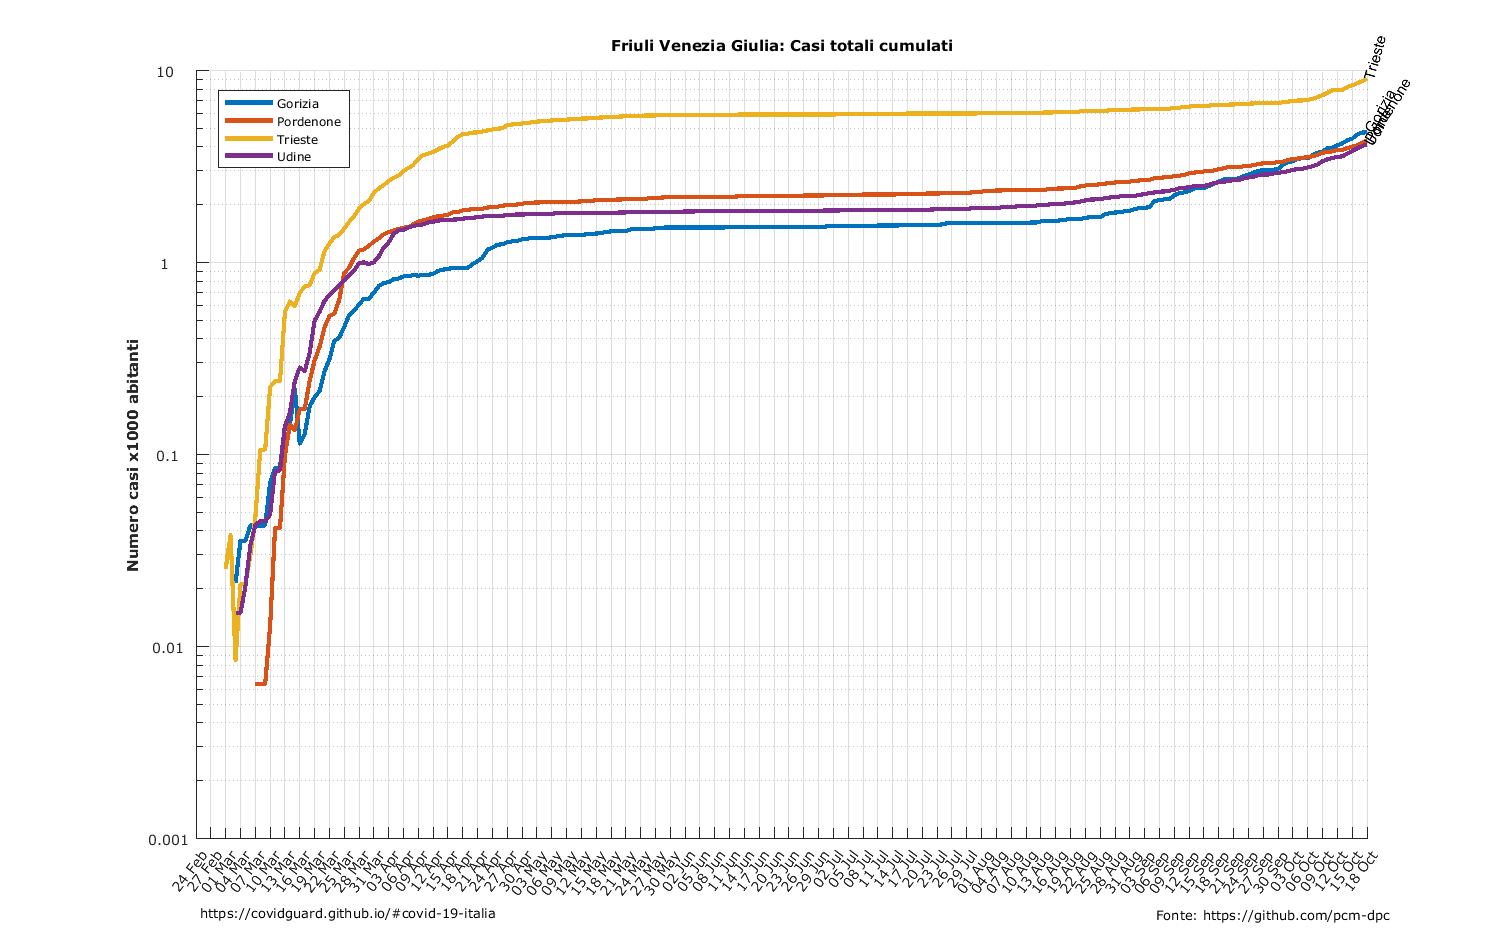 Friuli Venezia Giulia: Casi totali cumulati
Trieste
Gorizia
Pordenone
10
1
0.1
0.01
0.001
Numero casi x1000 abitanti
Gorizia
Pordenone
Trieste
Udine
24 Feb
27 Feb
01 Mar
04 Mar
07 Mar
10 Mar
13 Mar
16 Mar
19 Mar
22 Mar
25 Mar
28 Mar
31 Mar
03 Apr
06 Apr
09 Apr
12 Apr
15 Apr
18 Apr
21 Apr
24 Apr
27 Apr
30 Apr
03 May
06 May
09 May
12 May
15 May
18 May
21 May
24 May
27 May
30 May
02 Jun
05 Jun
08 Jun
11 Jun
14 Jun
17 Jun
20 Jun
23 Jun
26 Jun
29 Jun
02 Jul
05 Jul
08 Jul
11 Jul
14 Jul
17 Jul
20 Jul
23 Jul
26 Jul
29 Jul
01 Aug
04 Aug
07 Aug
10 Aug
13 Aug
16 Aug
19 Aug
22 Aug
25 Aug
28 Aug
31 Aug
03 Sep
06 Sep
09 Sep
12 Sep
15 Sep
18 Sep
21 Sep
24 Sep
27 Sep
30 Sep
03 Oct
06 Oct
09 Oct
12 Oct
15 Oct
18 Oct
https://covidguard.github.io/#covid-19-italia
Fonte: https://github.com/pcm-dpc